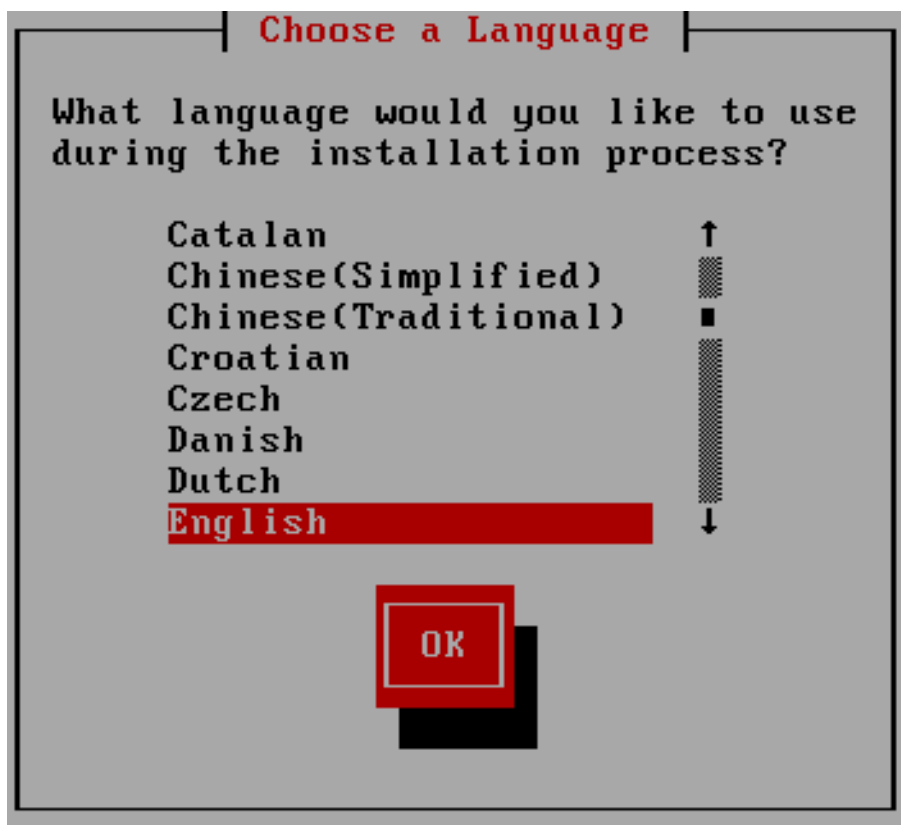 Choose a Language
What language would you like to use
during the installation process?
Catalan
Chinese(Simplified)
Chinese(Traditional)
Croatian
Czech
Danish
Dutch
English
OK